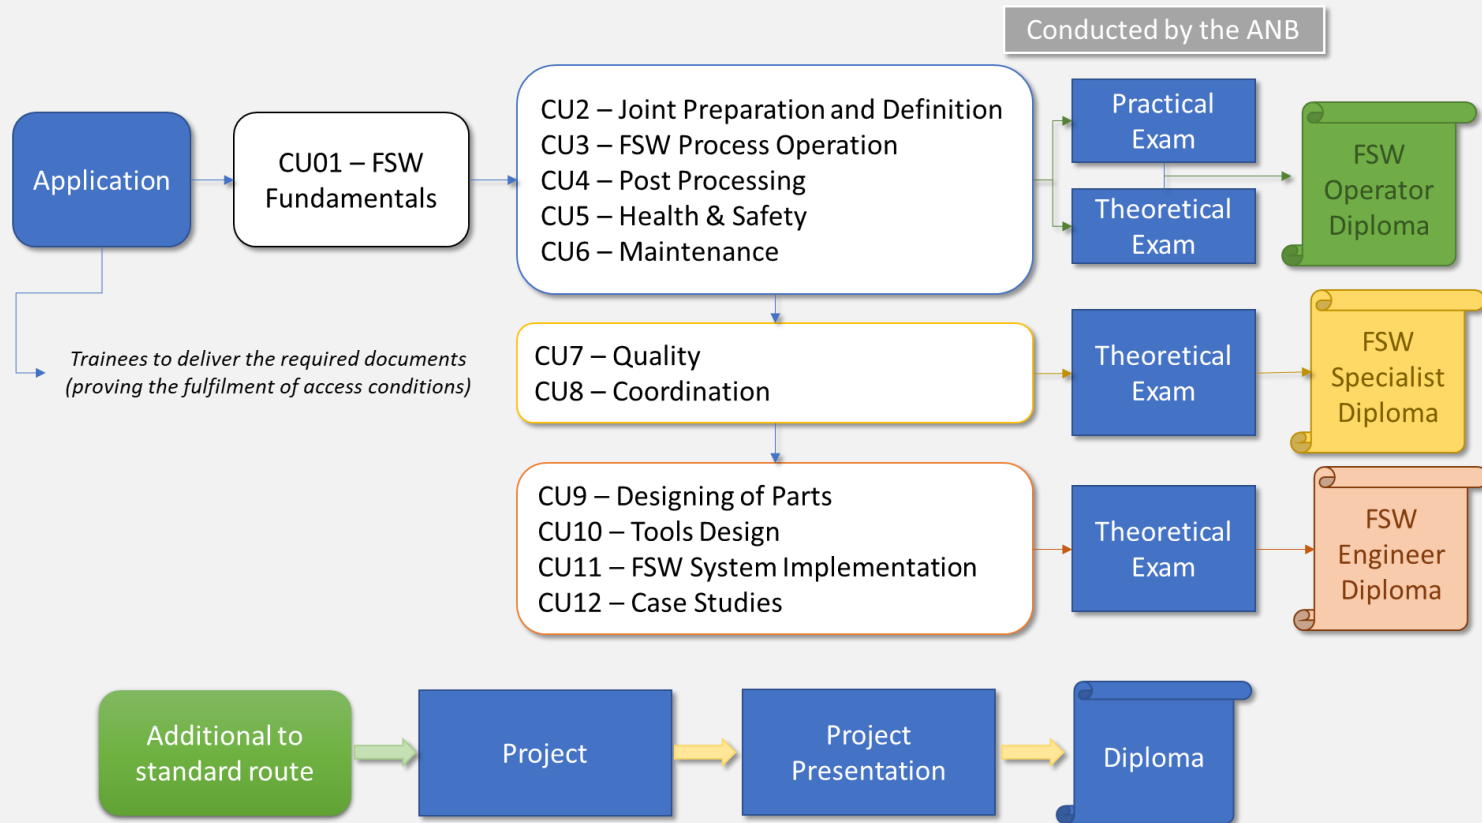 Conducted by the ANB
Application
CU01 – FSW
Fundamentals
CU2 – Joint Preparation and Definition
CU3 – FSW Process Operation
CU4 – Post Processing
CU5 – Health & Safety
CU6 – Maintenance
Practical
Exam
Theoretical
Exam
FSW
Operator
Diploma
Trainees to deliver the required documents
(proving the fulfilment of access conditions)
CU7 – Quality
CU8 – Coordination
Theoretical
Exam
FSW
Specialist
Diploma
CU9 – Designing of Parts
CU10 – Tools Design
CU11 – FSW System Implementation
CU12 – Case Studies
Theoretical
Exam
FSW
Engineer
Diploma
Additional to
standard route
Project
Project
Presentation
Diploma